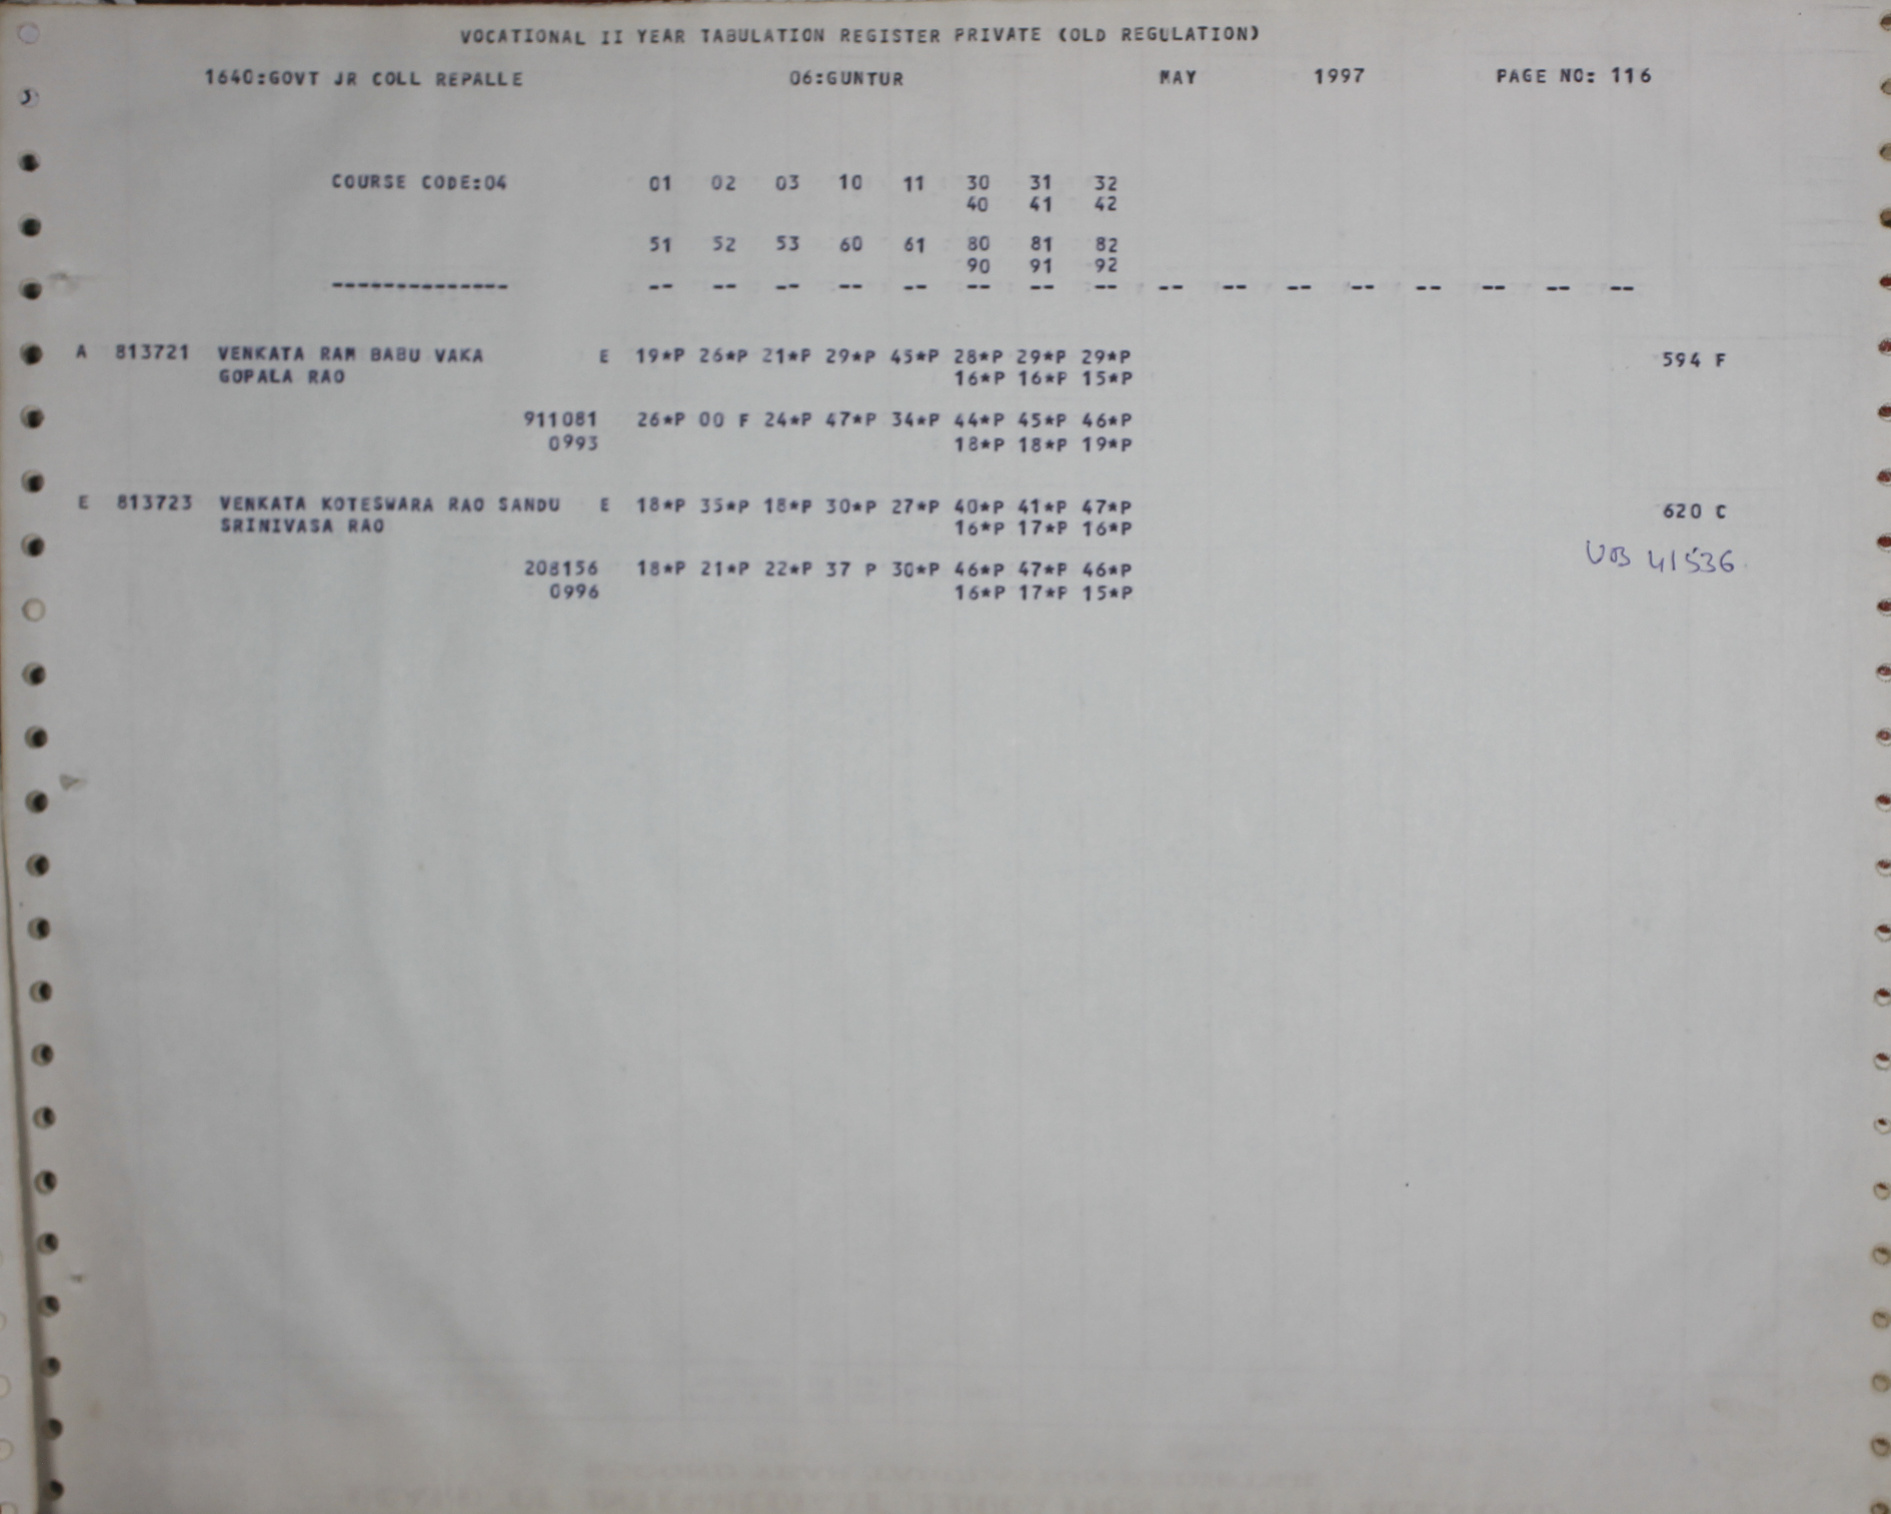 VOCATIONAL II YEAR TABULATION REGISTER PRIVATE (OLD REGULATION)
1640:GOVT JR COLL REPALLE 06:GUNTUR MAY 1997 PAGE NO: 116
COURSE CODE:04 01 02 03 10 11 30 31 32
40 41 42
51 52 53 60 61 80 81 82
90 91 92
-------------- -- -- -- -- -- -- -- -- -- -- -- -- -- -- -- --
A 813721 VENKATA RAM BABU VAKA E 19*P 26*P 21*P 29*P 45*P 28*P 29*P 29*P 594 F
GOPALA RAO 16*P 16*P 15*P
911081 26*P 00 F 24*P 47*P 34*P 44*P 45*P 46*P
0993 18*P 18*P 19*P
E 813723 VENKATA KOTESWARA RAO SANDU E 18*P 35*P 18*P 30*P 27*P 40*P 41*P 47*P 620 C
SRINIVASA RAO 16*P 17*P 16*P
VOB 41536
208156 18*P 21*P 22*P 37 P 30*P 46*P 47*P 46*P
0996 16*P 17*P 15*P